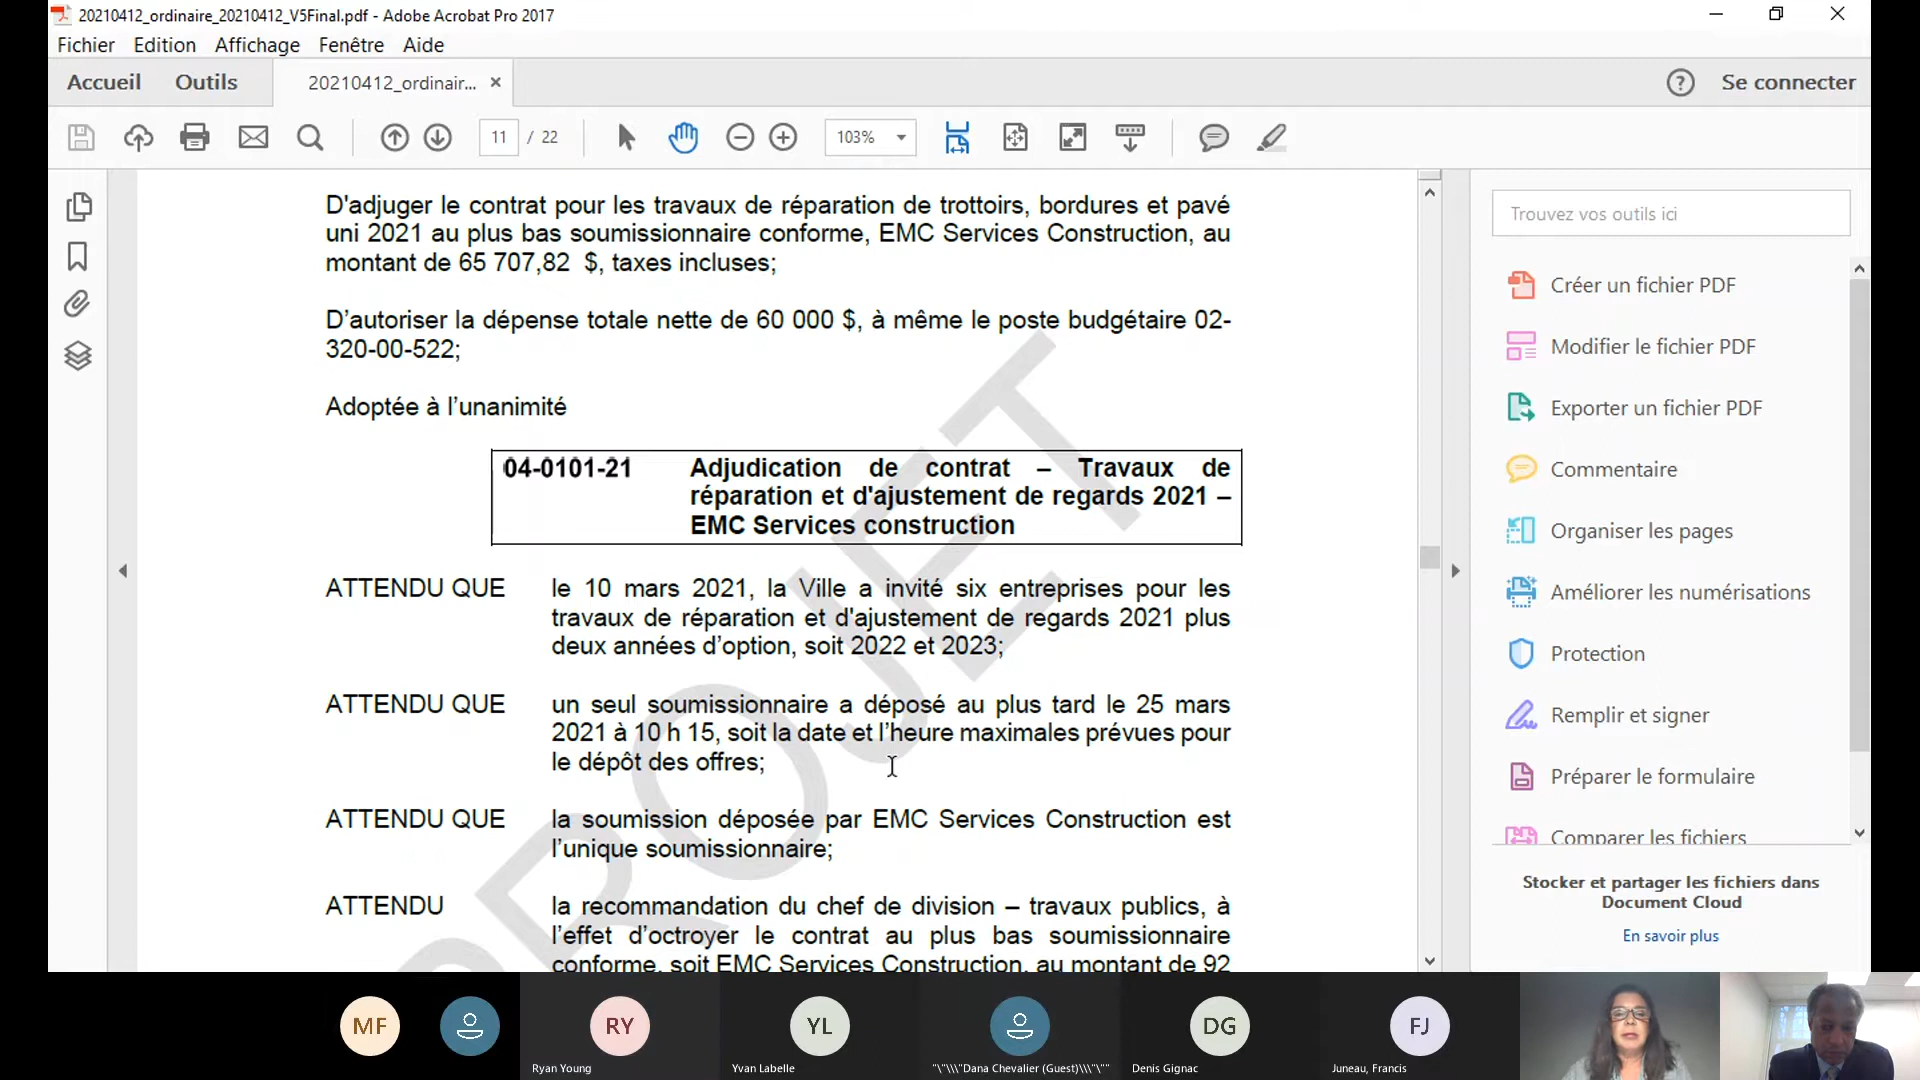 20210412_ordinaire_20210412_V5Final.pdf - Adobe Acrobat Pro 2017
Fichier Edition Affichage Fenêtre Aide
Accueil Outils 20210412_ordinair... × Se connecter
11 / 22 103%
D'adjuger le contrat pour les travaux de réparation de trottoirs, bordures et pavé
uni 2021 au plus bas soumissionnaire conforme, EMC Services Construction, au
montant de 65 707,82 $, taxes incluses;
D'autoriser la dépense totale nette de 60 000 $, à même le poste budgétaire 02-
320-00-522;
Adoptée à l'unanimité
04-0101-21 Adjudication de contrat – Travaux de
réparation et d'ajustement de regards 2021 –
EMC Services construction
ATTENDU QUE le 10 mars 2021, la Ville a invité six entreprises pour les
travaux de réparation et d'ajustement de regards 2021 plus
deux années d'option, soit 2022 et 2023;
ATTENDU QUE un seul soumissionnaire a déposé au plus tard le 25 mars
2021 à 10 h 15, soit la date et l'heure maximales prévues pour
le dépôt des offres;
ATTENDU QUE la soumission déposée par EMC Services Construction est
l'unique soumissionnaire;
ATTENDU la recommandation du chef de division – travaux publics, à
l'effet d'octroyer le contrat au plus bas soumissionnaire
conforme, soit EMC Services Construction, au montant de 92
PROJET
Trouvez vos outils ici
Créer un fichier PDF
Modifier le fichier PDF
Exporter un fichier PDF
Commentaire
Organiser les pages
Améliorer les numérisations
Protection
Remplir et signer
Préparer le formulaire
Comparer les fichiers
Stocker et partager les fichiers dans
Document Cloud
En savoir plus
MF RY YL DG FJ
Ryan Young Yvan Labelle "\"\\\"Dana Chevalier (Guest)\\\"\"" Denis Gignac Juneau, Francis